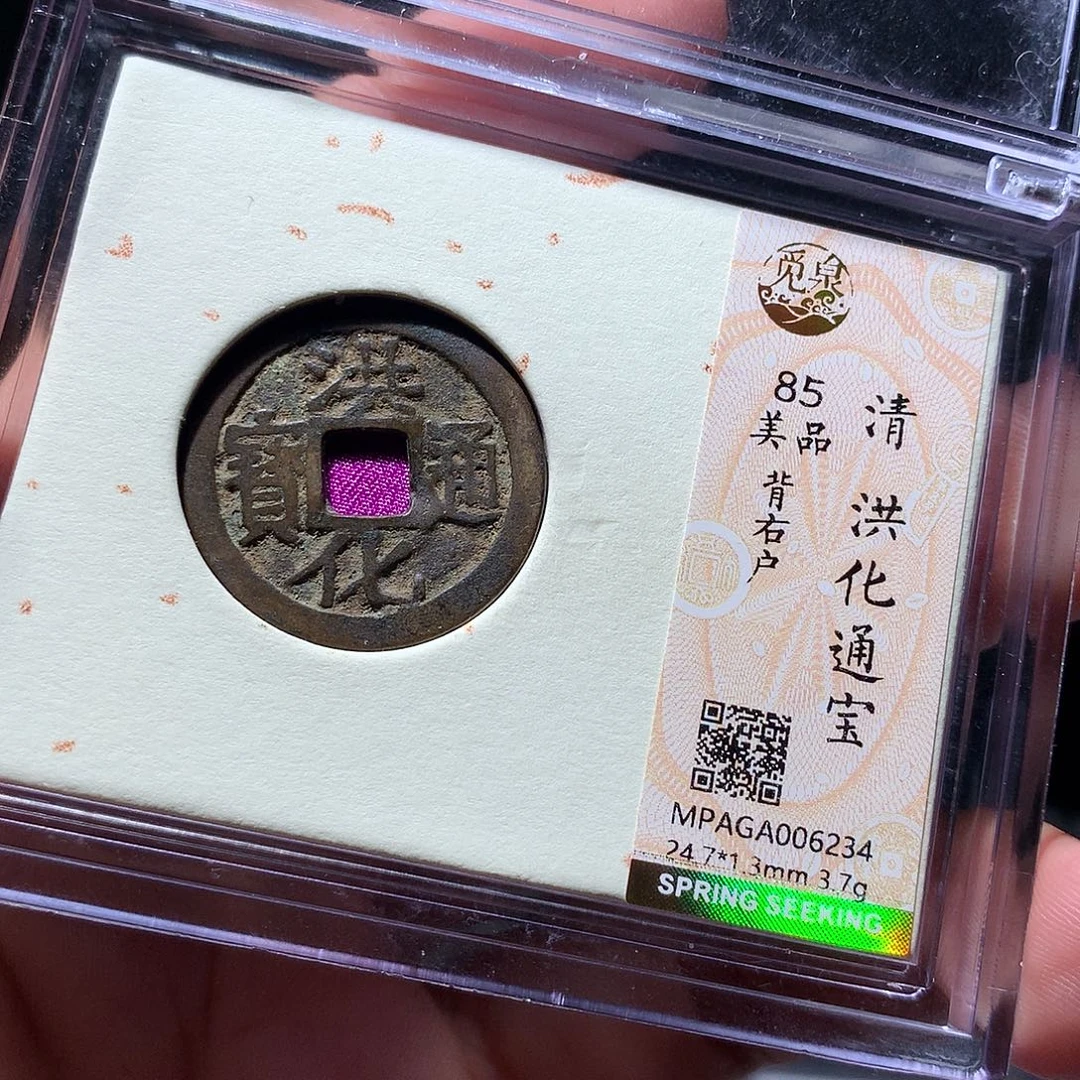 洪化通寳
觅泉
85
美品
背右户
清 洪化通宝
MPAGA006234
24.7*1.3mm 3.7g
SPRING SEEKING